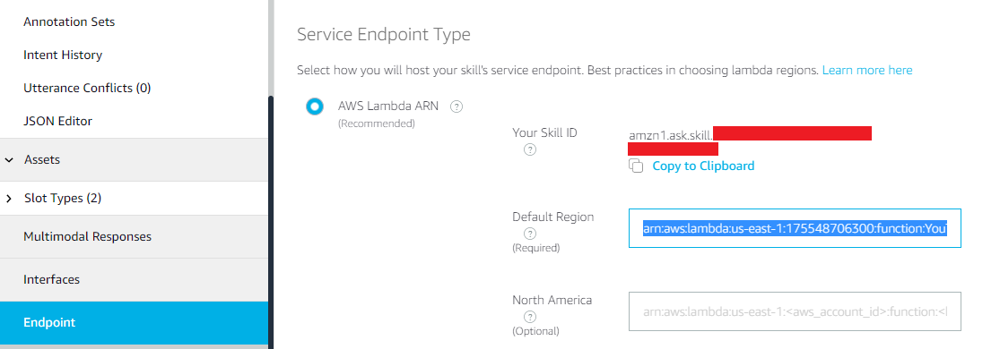 Annotation Sets
Intent History
Utterance Conflicts (0)
JSON Editor
Assets
Slot Types (2)
Multimodal Responses
Interfaces
Endpoint
Service Endpoint Type
Select how you will host your skill's service endpoint. Best practices in choosing lambda regions. Learn more here
AWS Lambda ARN ?
(Recommended)
Your Skill ID
?
amzn1.ask.skill.
Copy to Clipboard
Default Region
?
(Required)
arn:aws:lambda:us-east-1:175548706300:function:You
North America
?
(Optional)
arn:aws:lambda:us-east-1:<aws_account_id>:function:<